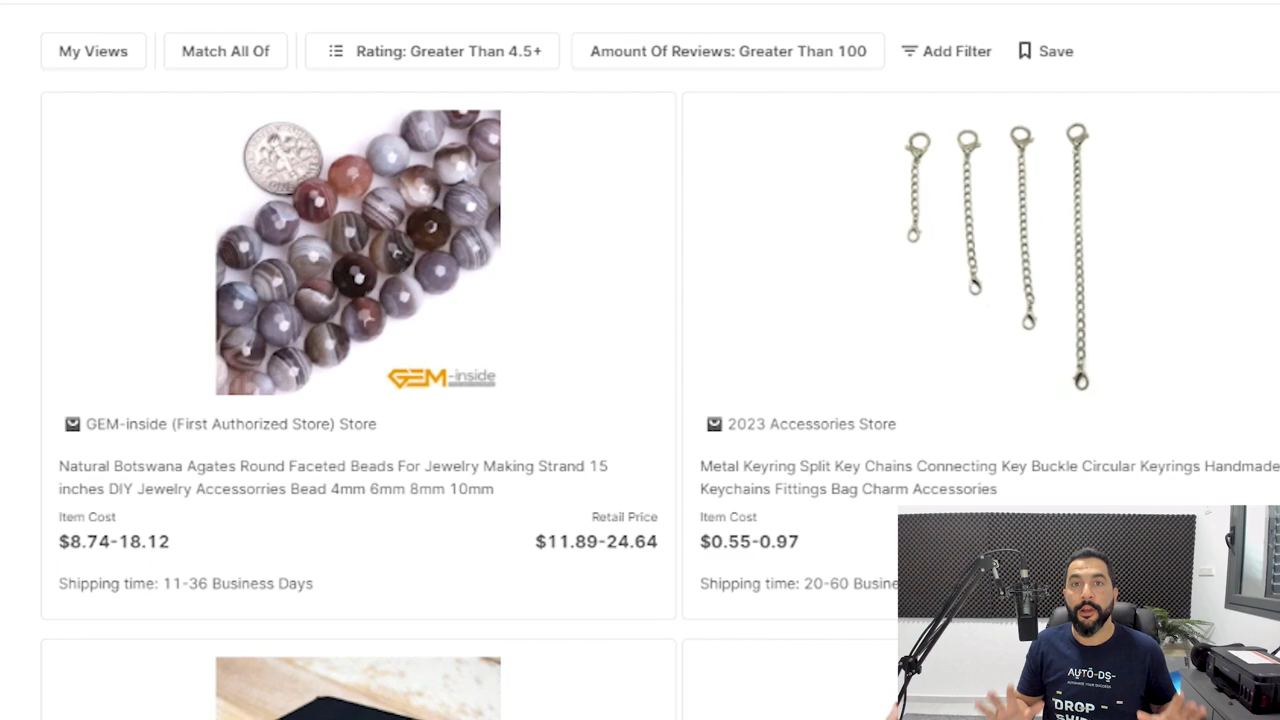 My Views
Match All Of
Rating: Greater Than 4.5+
Amount Of Reviews: Greater Than 100
Add Filter
Save
GEM-inside
GEM-inside (First Authorized Store) Store
Natural Botswana Agates Round Faceted Beads For Jewelry Making Strand 15
inches DIY Jewelry Accessorries Bead 4mm 6mm 8mm 10mm
Item Cost
Retail Price
$8.74-18.12
$11.89-24.64
Shipping time: 11-36 Business Days
2023 Accessories Store
Metal Keyring Split Key Chains Connecting Key Buckle Circular Keyrings Handmade
Keychains Fittings Bag Charm Accessories
Item Cost
$0.55-0.97
Shipping time: 20-60
AUTO-DS-
AUTOMATE YOUR SUCCESS
DROP